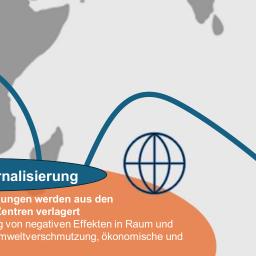 rnalisierung
ungen werden aus den
Zentren verlagert
g von negativen Effekten in Raum und
mweltverschmutzung, ökonomische und